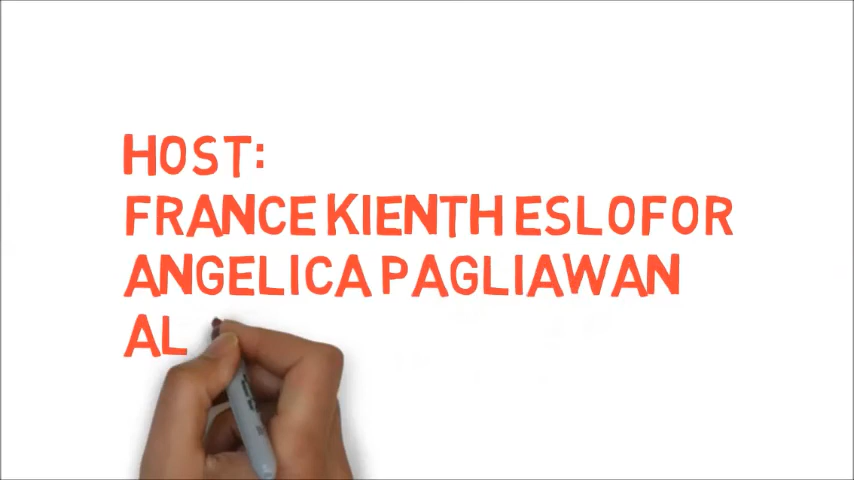 HOST:
FRANCE KIENTH ESLOFOR
ANGELICA PAGLIAWAN
AL